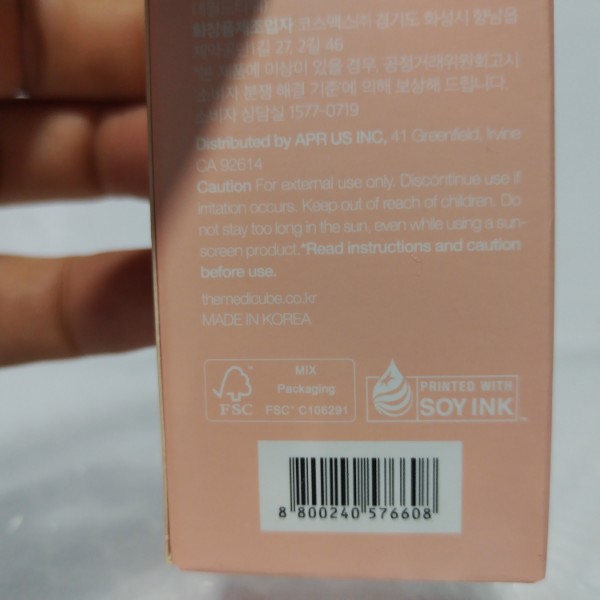 화장품제조업자 코스맥스㈜ 경기도 화성시 향남읍
제약공단1길 27, 2길 46
*본 제품에 이상이 있을 경우, 공정거래위원회고시
소비자 분쟁 해결 기준'에 의해 보상해 드립니다.
소비자 상담실 1577-0719
Distributed by APR US INC, 41 Greenfield, Irvine
CA 92614
Caution For external use only. Discontinue use if
irritation occurs. Keep out of reach of children. Do
not stay too long in the sun, even while using a sun-
screen product.*Read instructions and caution
before use.
themedicube.co.kr
MADE IN KOREA
FSC
MIX
Packaging
FSC® C106291
PRINTED WITH
SOY INK™
8 800240 576608